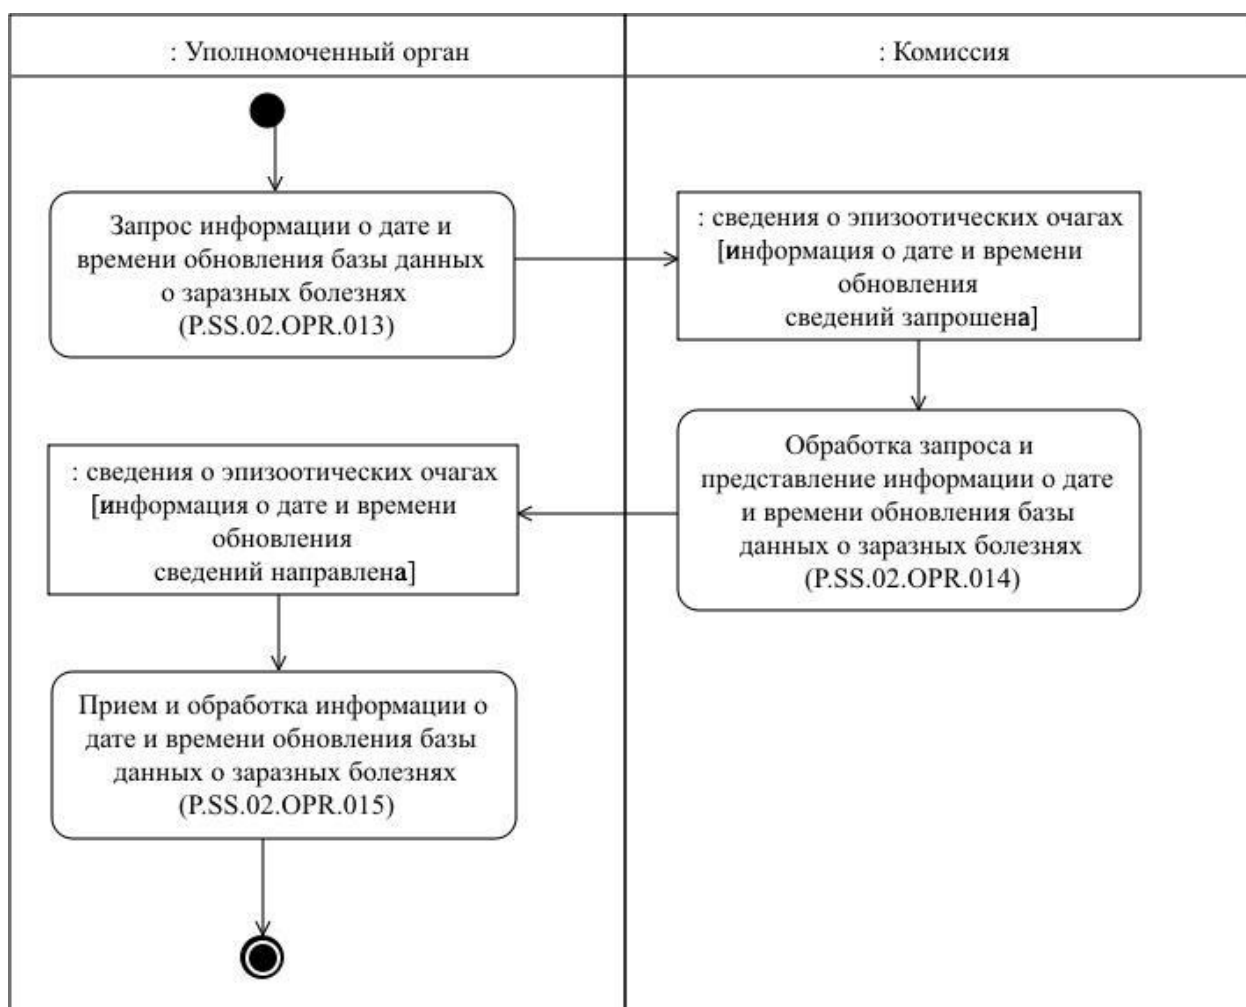 : Уполномоченный орган
: Комиссия
Запрос информации о дате и
времени обновления базы данных
о заразных болезнях
(P.SS.02.OPR.013)
: сведения о эпизоотических очагах
[информация о дате и времени
обновления
сведений запрошена]
Обработка запроса и
представление информации о дате
и времени обновления базы
данных о заразных болезнях
(P.SS.02.OPR.014)
: сведения о эпизоотических очагах
[информация о дате и времени
обновления
сведений направлена]
Прием и обработка информации о
дате и времени обновления базы
данных о заразных болезнях
(P.SS.02.OPR.015)